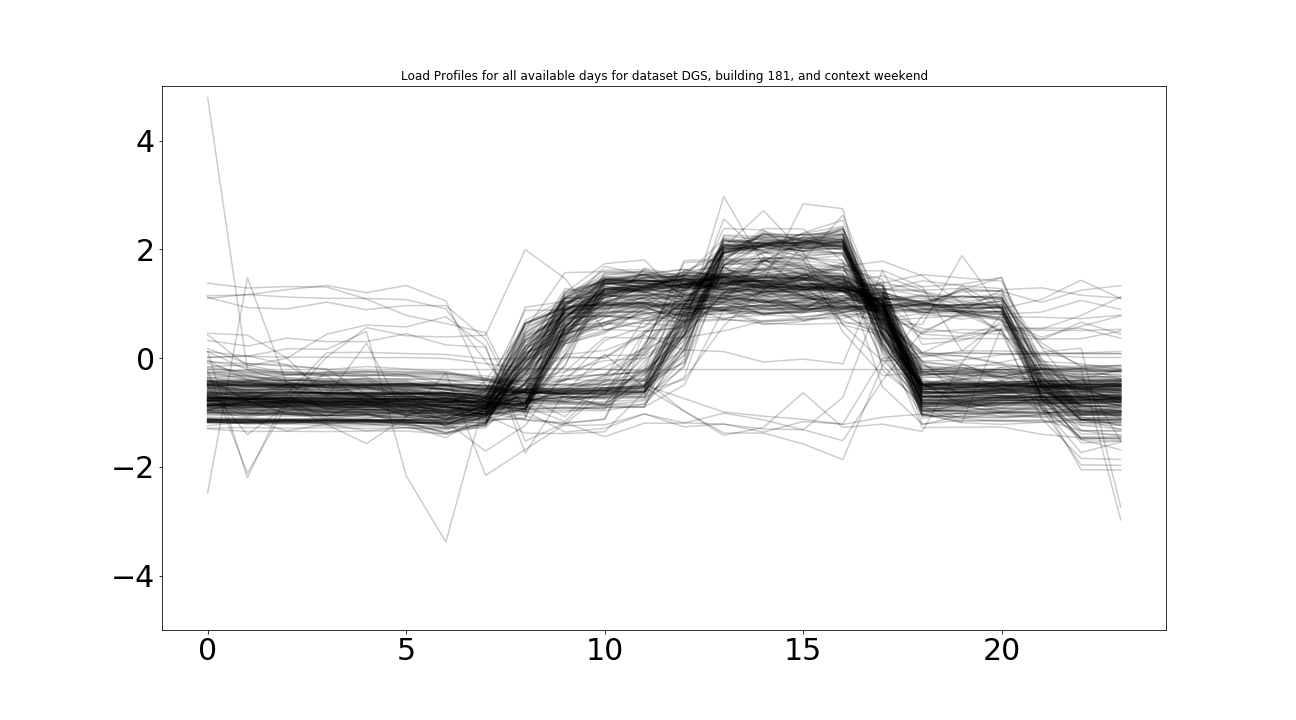 Load Profiles for all available days for dataset DGS, building 181, and context weekend
4
2
0
−2
−4
0 5 10 15 20